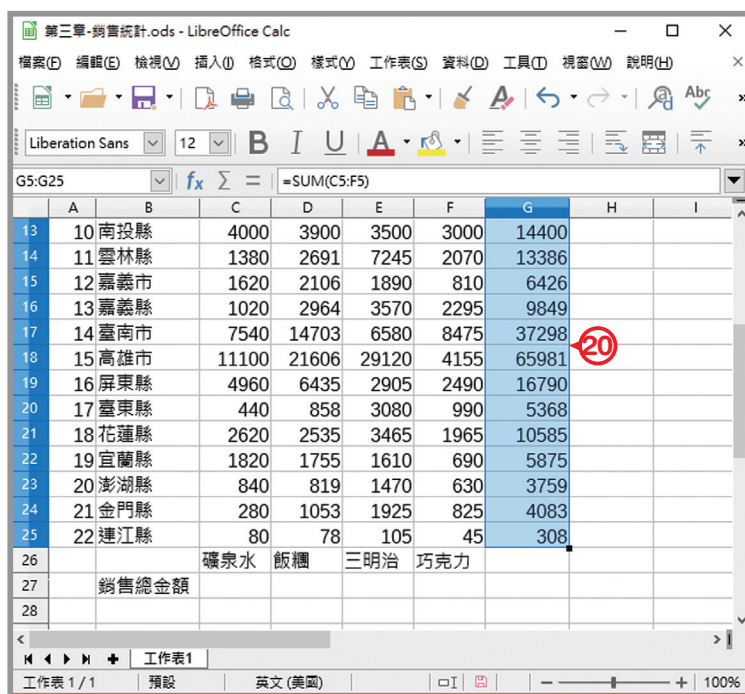 第三章-銷售統計.ods - LibreOffice Calc
檔案(F) 編輯(E) 檢視(V) 插入(I) 格式(O) 樣式(Y) 工作表(S) 資料(D) 工具(T) 視窗(W) 說明(H)
Abc
Liberation Sans 12 B I U A
G5:G25 fx Σ = =SUM(C5:F5)
A B C D E F G H I
13 10 南投縣 4000 3900 3500 3000 14400
14 11 雲林縣 1380 2691 7245 2070 13386
15 12 嘉義市 1620 2106 1890 810 6426
16 13 嘉義縣 1020 2964 3570 2295 9849
17 14 臺南市 7540 14703 6580 8475 37298
20
18 15 高雄市 11100 21606 29120 4155 65981
19 16 屏東縣 4960 6435 2905 2490 16790
20 17 臺東縣 440 858 3080 990 5368
21 18 花蓮縣 2620 2535 3465 1965 10585
22 19 宜蘭縣 1820 1755 1610 690 5875
23 20 澎湖縣 840 819 1470 630 3759
24 21 金門縣 280 1053 1925 825 4083
25 22 連江縣 80 78 105 45 308
26 礦泉水 飯糰 三明治 巧克力
27 銷售總金額
28
工作表1
工作表 1 / 1 預設 英文 (美國) 100%